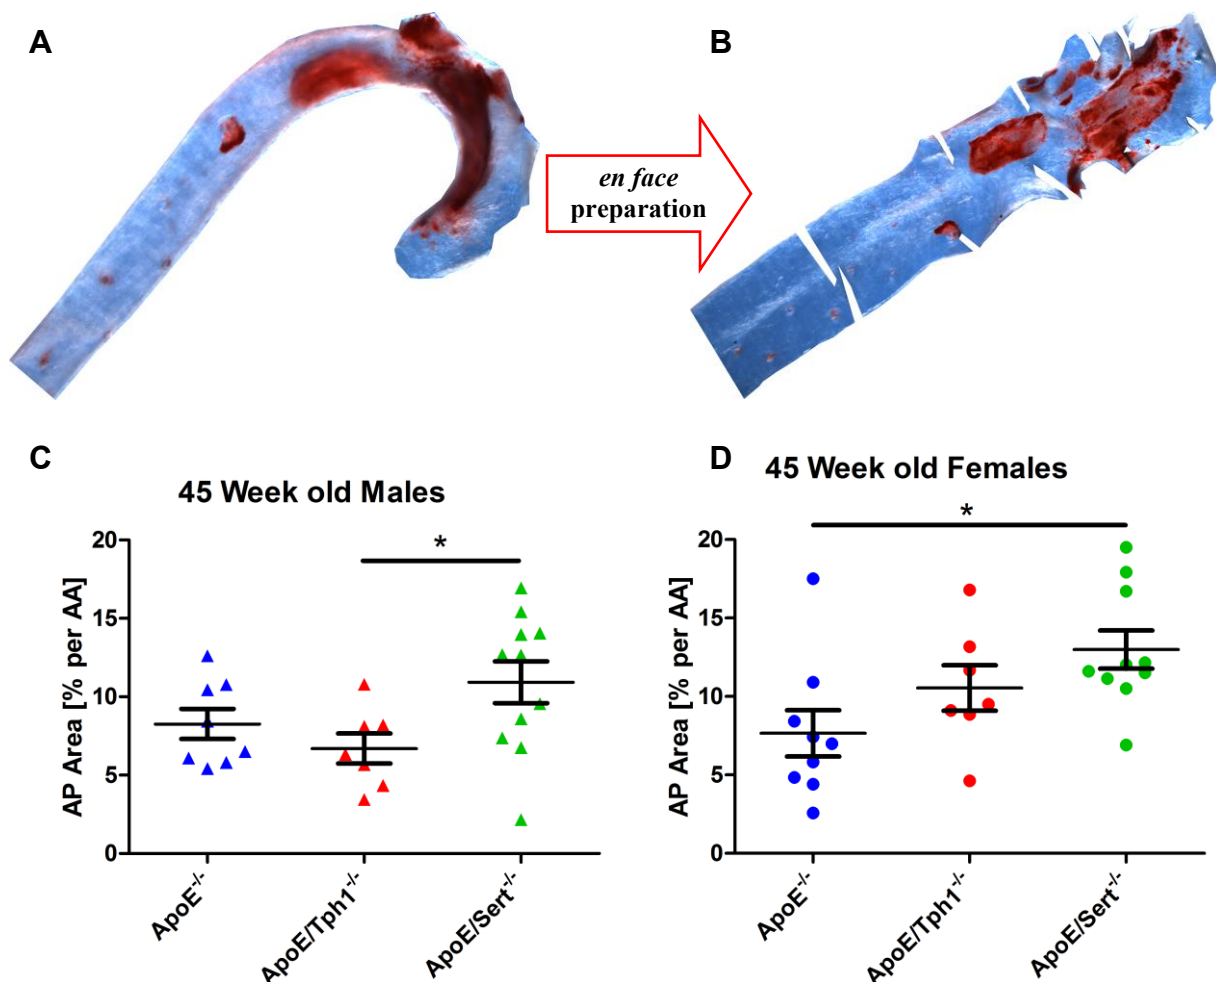 A
B
en face
preparation
C
45 Week old Males
AP Area [% per AA]
20
15
10
5
0
*
ApoE-/-
ApoE/Tph1-/-
ApoE/Sert-/-
D
45 Week old Females
AP Area [% per AA]
20
15
10
5
0
*
ApoE-/-
ApoE/Tph1-/-
ApoE/Sert-/-